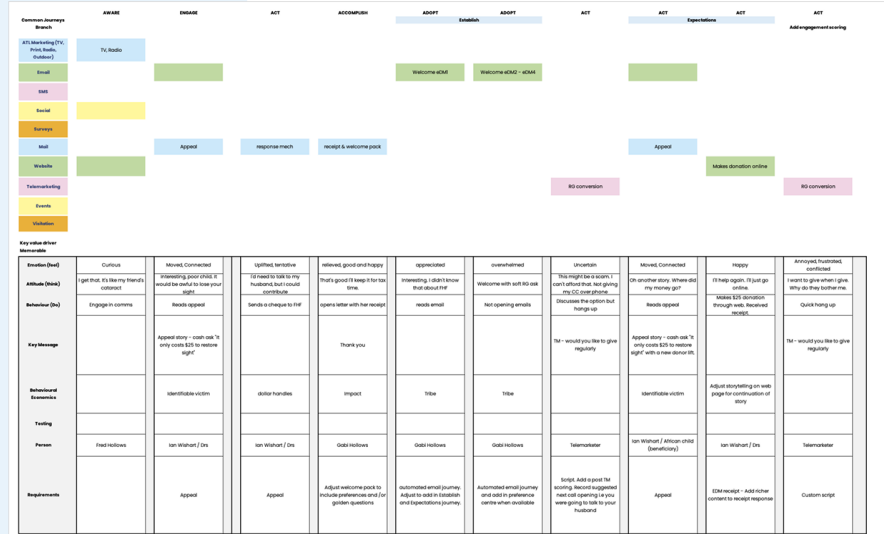 AWARE ENGAGE ACT ACCOMPLISH ADOPT ADOPT ACT ACT ACT ACT
Common Journeys
Branch
Establish
Expectations
Add engagement scoring
ATL Marketing (TV,
Print, Radio,
Outdoor)
TV, Radio
Email
Welcome eDM1
Welcome eDM2 - eDM4
SMS
Social
Surveys
Mail
Appeal
response mech
receipt & welcome pack
Appeal
Website
Makes donation online
Telemarketing
RG conversion
RG conversion
Events
Visitation
Key value driver
Memorable
Emotion (feel)
Curious
Moved, Connected
Uplifted, tentative
relieved, good and happy
appreciated
overwhelmed
Uncertain
Moved, Connected
Happy
Annoyed, frustrated,
conflicted
Attitude (think)
I get that. It's like my friend's
cataract
Interesting, poor child, it
would be awful to lose your
sight
I'd need to talk to my
husband, but I could
contribute
That's good I'll keep it for tax
time.
Interesting. I didn't know
that about FHF
Welcome with soft RG ask
This might be a scam. I
can't afford that. Not giving
my CC over phone
Oh another story. Where did
my money go?
I'll help again. I'll just go
online.
I want to give when I give.
Why do they bother me.
Behaviour (Do)
Engage in comms
Reads appeal
Sends a cheque to FHF
opens letter with her receipt
reads email
Not opening emails
Discusses the option but
hangs up
Reads appeal
Makes $25 donation
through web. Received
receipt.
Quick hang up
Key Message
Appeal story - cash ask "it
only costs $25 to restore
sight"
Thank you
TM - would you like to give
regularly
Appeal story - cash ask "it
only costs $25 to restore
sight" with a new donor lift.
TM - would you like to give
regularly
Behavioural
Economics
Identifiable victim
dollar handles
Impact
Tribe
Tribe
Identifiable victim
Adjust storytelling on web
page for continuation of
story
Testing
Person
Fred Hollows
Ian Wishart / Drs
Ian Wishart / Drs
Gabi Hollows
Gabi Hollows
Gabi Hollows
Telemarketer
Ian Wishart / African child
(beneficiary)
Ian Wishart / Drs
Telemarketer
Requirements
Appeal
Appeal
Adjust welcome pack to
include preferences and /or
golden questions
automated email journey.
Adjust to add in Establish
and Expectations journey.
Automated email journey
and add in preference
centre when available
Script, Add a post TM
scoring. Record suggested
next call opening i.e you
were going to talk to your
husband
Appeal
EDM receipt - Add richer
content to receipt response
Custom script